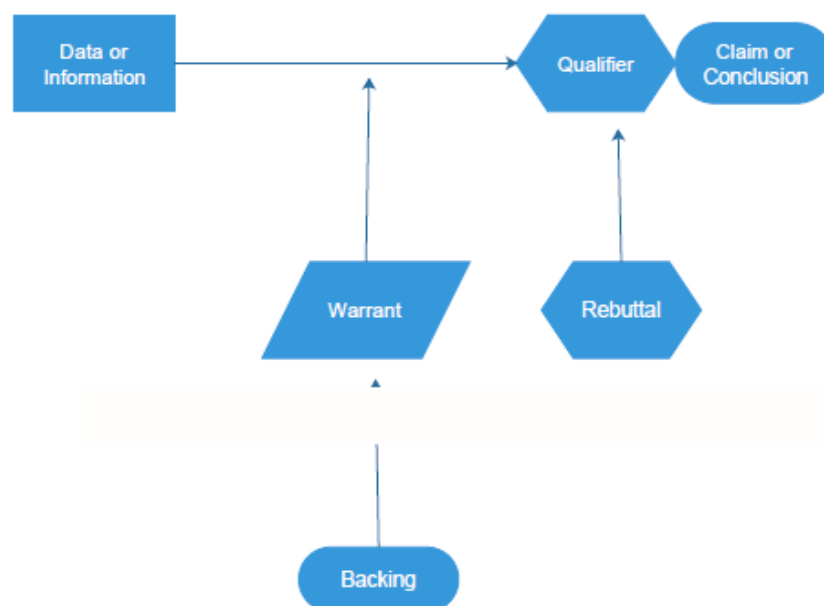 Data or
Information
Qualifier
Claim or
Conclusion
Warrant
Rebuttal
Backing